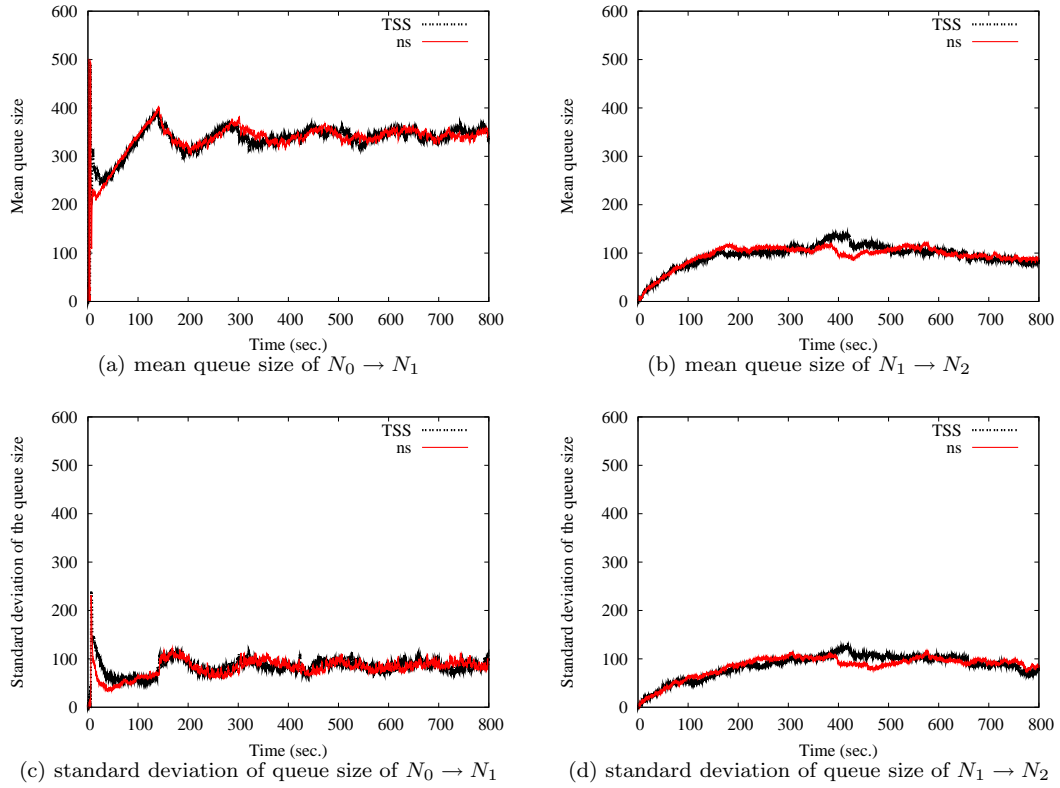 600
500
400
300
200
100
0
Mean queue size
TSS
ns
0 100 200 300 400 500 600 700 800
Time (sec.)
(a) mean queue size of N₀ → N₁
600
500
400
300
200
100
0
Mean queue size
TSS
ns
0 100 200 300 400 500 600 700 800
Time (sec.)
(b) mean queue size of N₁ → N₂
600
500
400
300
200
100
0
Standard deviation of the queue size
TSS
ns
0 100 200 300 400 500 600 700 800
Time (sec.)
(c) standard deviation of queue size of N₀ → N₁
600
500
400
300
200
100
0
Standard deviation of the queue size
TSS
ns
0 100 200 300 400 500 600 700 800
Time (sec.)
(d) standard deviation of queue size of N₁ → N₂